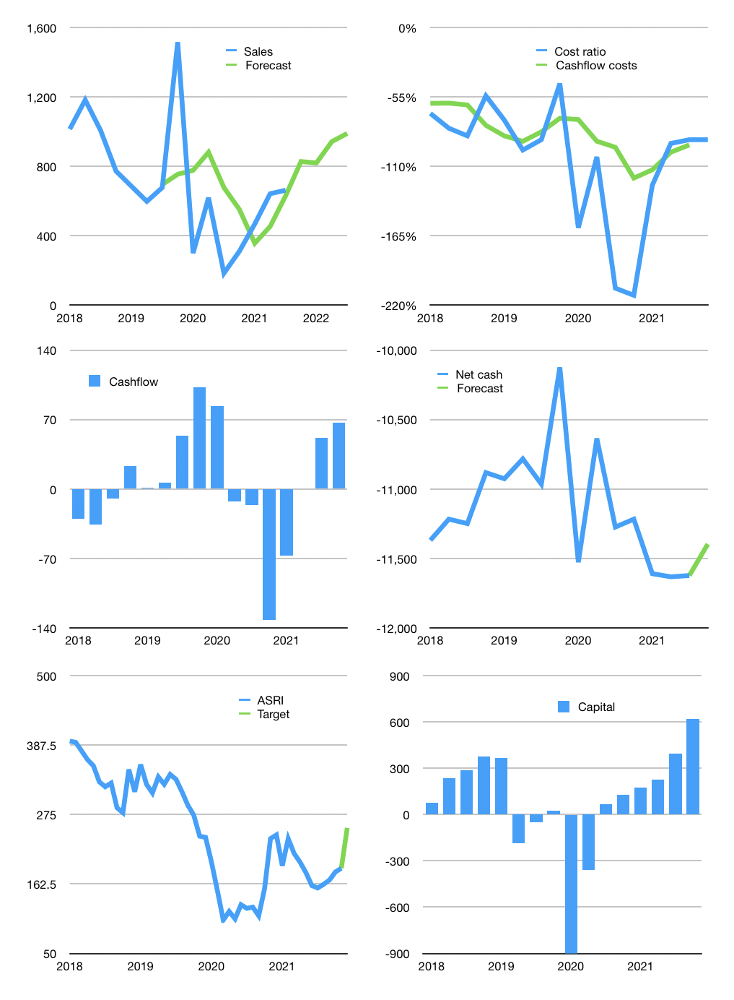 1,600
Sales
Forecast
1,200
800
400
0
2018 2019 2020 2021 2022
0%
Cost ratio
Cashflow costs
-55%
-110%
-165%
-220%
2018 2019 2020 2021
140
Cashflow
70
0
-70
-140
2018 2019 2020 2021
-10,000
Net cash
Forecast
-10,500
-11,000
-11,500
-12,000
2018 2019 2020 2021
500
ASRI
Target
387.5
275
162.5
50
2018 2019 2020 2021
900
Capital
600
300
0
-300
-600
-900
2018 2019 2020 2021